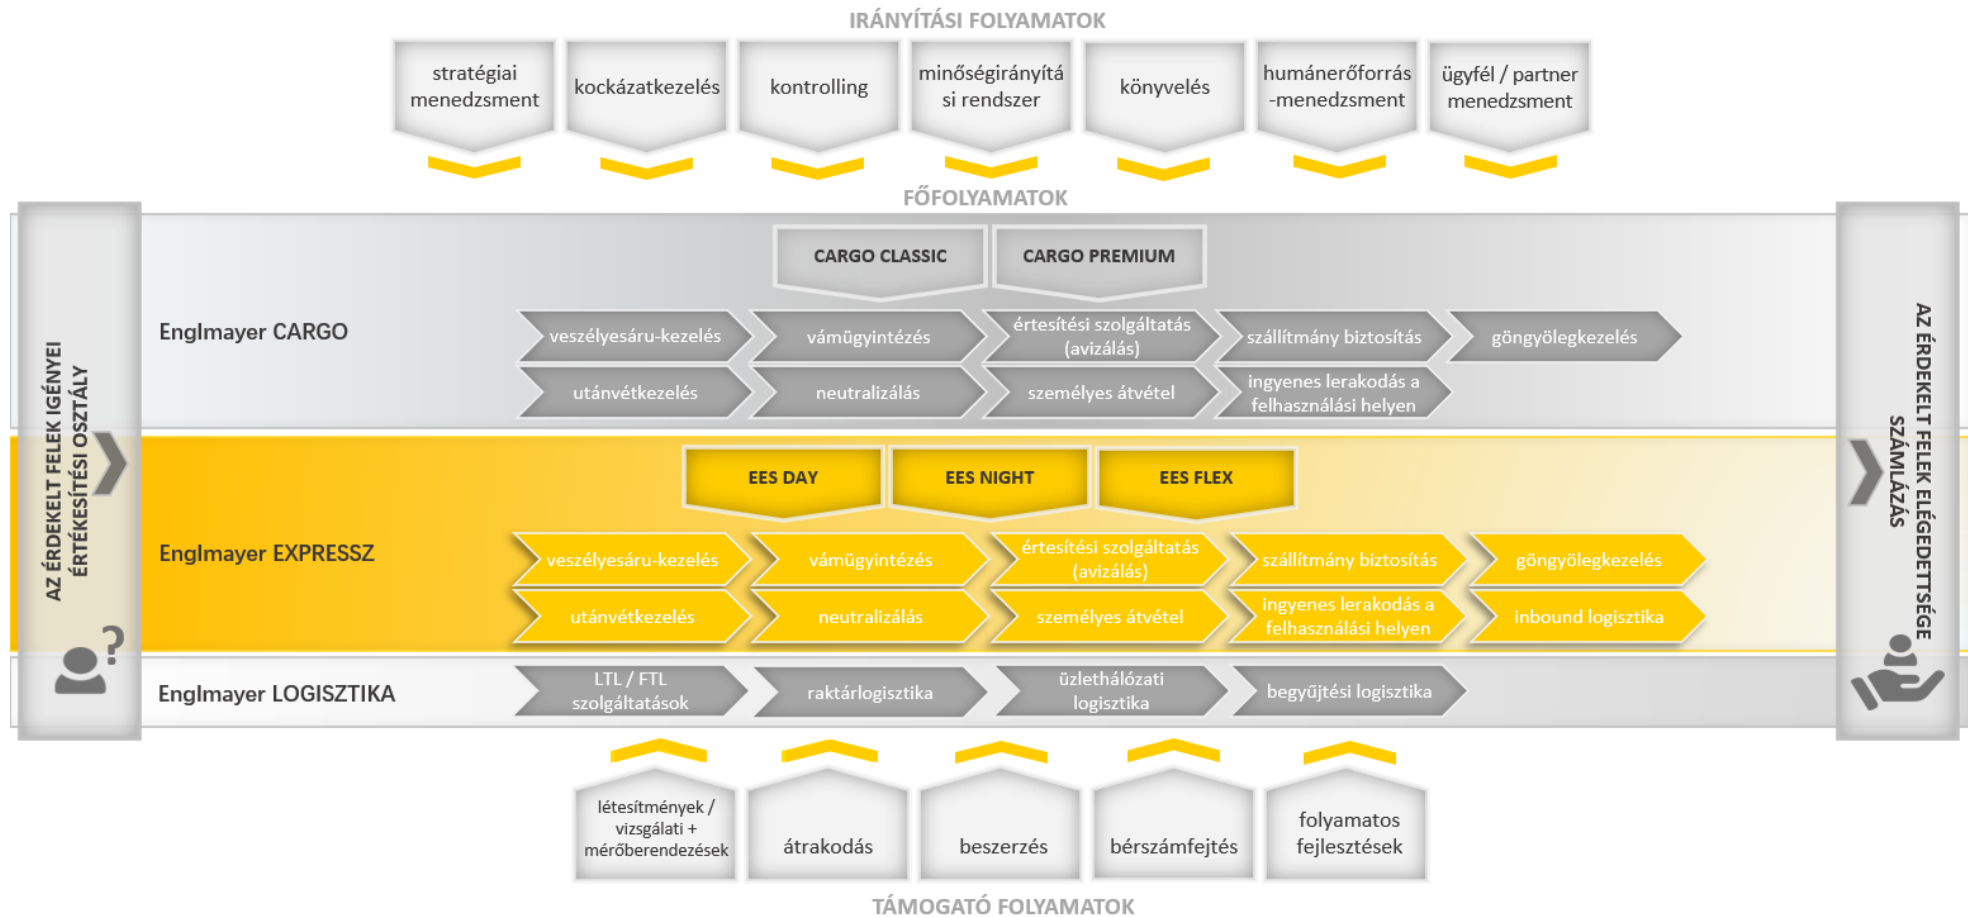 IRÁNYÍTÁSI FOLYAMATOK
stratégiai
menedzsment
kockázatkezelés
kontrolling
minőségirányítá
si rendszer
könyvelés
humánerőforrás
-menedzsment
ügyfél / partner
menedzsment
FŐFOLYAMATOK
AZ ÉRDEKELT FELEK IGÉNYEI
ÉRTÉKESÍTÉSI OSZTÁLY
?
Englmayer CARGO
CARGO CLASSIC
CARGO PREMIUM
veszélyesáru-kezelés
vámügyintézés
értesítési szolgáltatás
(avizálás)
szállítmány biztosítás
göngyölegkezelés
utánvétkezelés
neutralizálás
személyes átvétel
ingyenes lerakodás a
felhasználási helyen
Englmayer EXPRESSZ
EES DAY
EES NIGHT
EES FLEX
veszélyesáru-kezelés
vámügyintézés
értesítési szolgáltatás
(avizálás)
szállítmány biztosítás
göngyölegkezelés
utánvétkezelés
neutralizálás
személyes átvétel
ingyenes lerakodás a
felhasználási helyen
inbound logisztika
Englmayer LOGISZTIKA
LTL / FTL
szolgáltatások
raktárlogisztika
üzlethálózati
logisztika
begyűjtési logisztika
AZ ÉRDEKELT FELEK ELÉGEDETTSÉGE
SZÁMLÁZÁS
létesítmények /
vizsgálati +
mérőberendezések
átrakodás
beszerzés
bérszámfejtés
folyamatos
fejlesztések
TÁMOGATÓ FOLYAMATOK